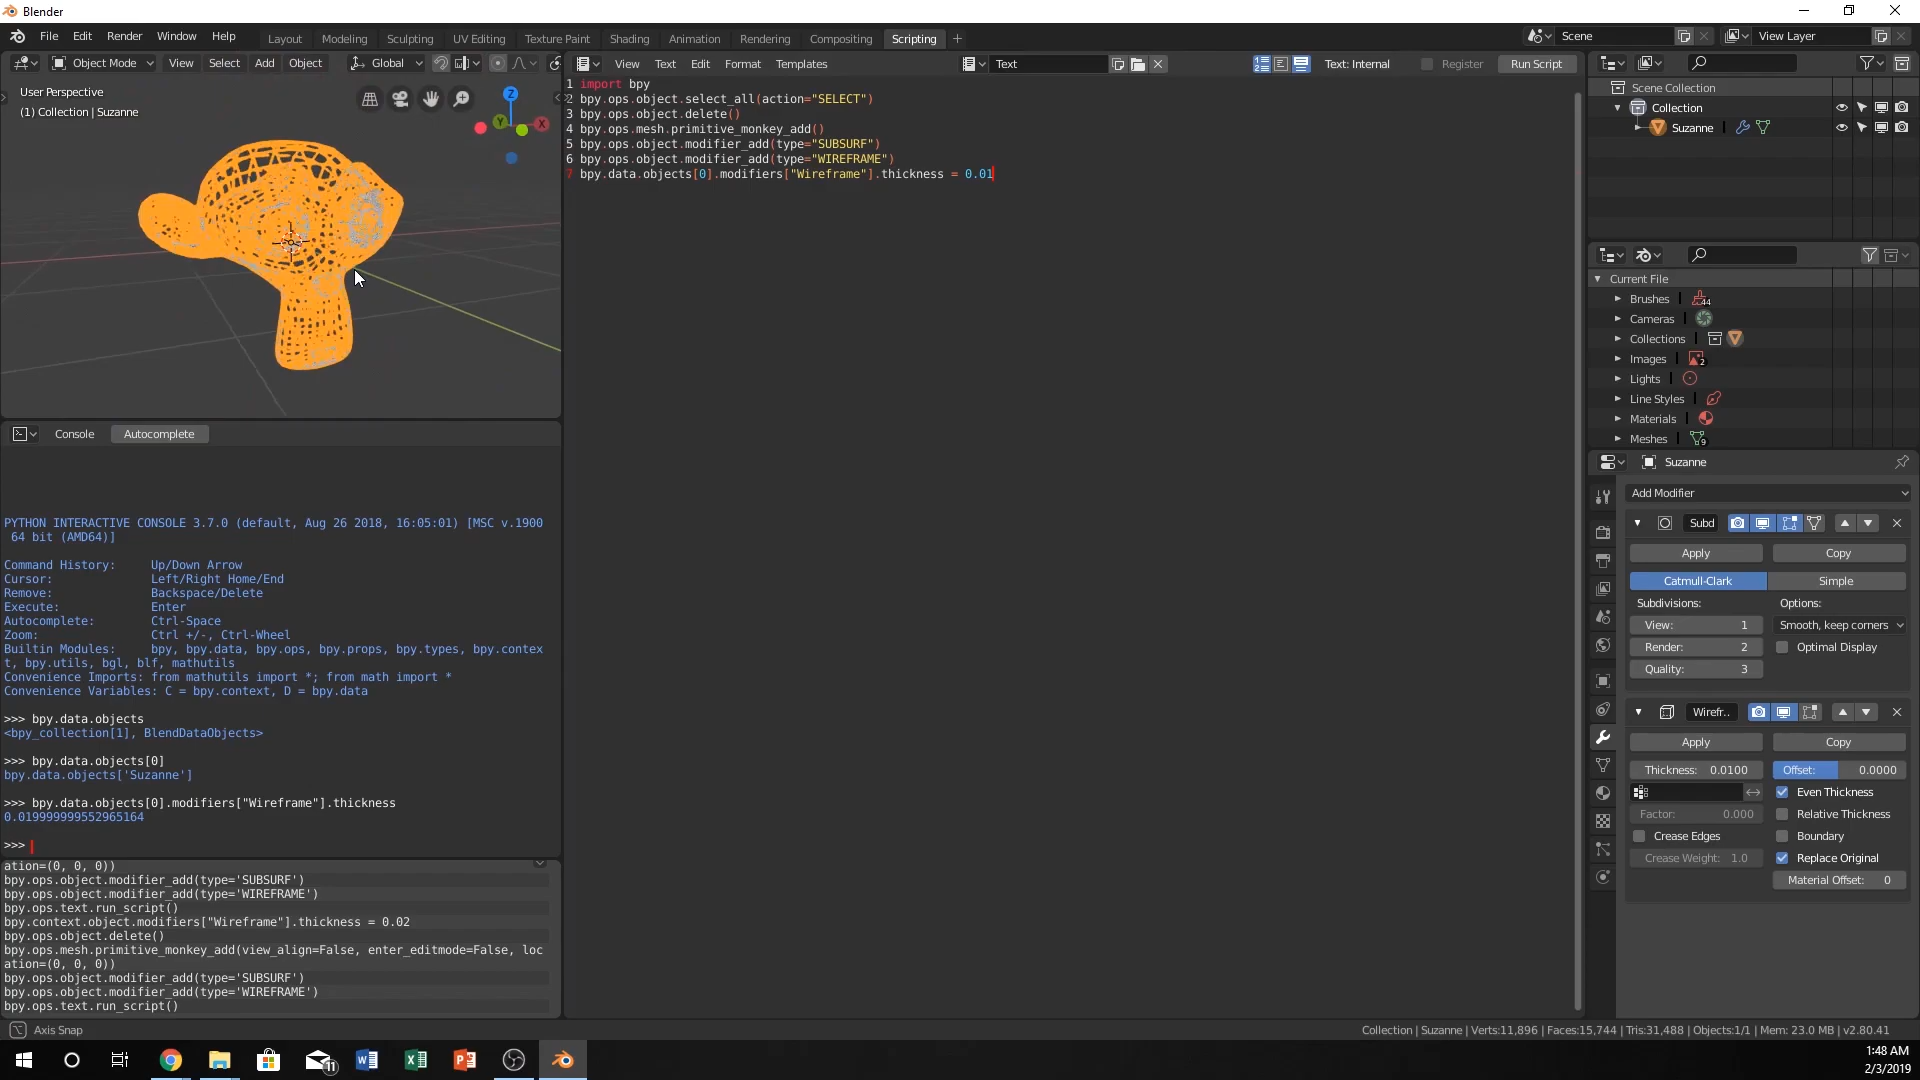 Blender
File Edit Render Window Help
Layout Modeling Sculpting UV Editing Texture Paint Shading Animation Rendering Compositing Scripting +
Scene View Layer
Object Mode View Select Add Object Global
View Text Edit Format Templates Text Text: Internal Register Run Script
User Perspective
(1) Collection | Suzanne
Z
Y
X
1 import bpy
2 bpy.ops.object.select_all(action="SELECT")
3 bpy.ops.object.delete()
4 bpy.ops.mesh.primitive_monkey_add()
5 bpy.ops.object.modifier_add(type="SUBSURF")
6 bpy.ops.object.modifier_add(type="WIREFRAME")
7 bpy.data.objects[0].modifiers["Wireframe"].thickness = 0.01
Scene Collection
Collection
Suzanne
Current File
Brushes 44
Cameras
Collections
Images 2
Lights
Line Styles
Materials
Meshes 9
Console Autocomplete
PYTHON INTERACTIVE CONSOLE 3.7.0 (default, Aug 26 2018, 16:05:01) [MSC v.1900
64 bit (AMD64)]
Command History: Up/Down Arrow
Cursor: Left/Right Home/End
Remove: Backspace/Delete
Execute: Enter
Autocomplete: Ctrl-Space
Zoom: Ctrl +/-, Ctrl-Wheel
Builtin Modules: bpy, bpy.data, bpy.ops, bpy.props, bpy.types, bpy.contex
t, bpy.utils, bgl, blf, mathutils
Convenience Imports: from mathutils import *; from math import *
Convenience Variables: C = bpy.context, D = bpy.data
>>> bpy.data.objects
<bpy_collection[1], BlendDataObjects>
>>> bpy.data.objects[0]
bpy.data.objects['Suzanne']
>>> bpy.data.objects[0].modifiers["Wireframe"].thickness
0.019999999552965164
>>>
ation=(0, 0, 0))
bpy.ops.object.modifier_add(type='SUBSURF')
bpy.ops.object.modifier_add(type='WIREFRAME')
bpy.ops.text.run_script()
bpy.context.object.modifiers["Wireframe"].thickness = 0.02
bpy.ops.object.delete()
bpy.ops.mesh.primitive_monkey_add(view_align=False, enter_editmode=False, loc
ation=(0, 0, 0))
bpy.ops.object.modifier_add(type='SUBSURF')
bpy.ops.object.modifier_add(type='WIREFRAME')
bpy.ops.text.run_script()
Suzanne
Add Modifier
Subd
Apply Copy
Catmull-Clark Simple
Subdivisions: Options:
View: 1 Smooth, keep corners
Render: 2 Optimal Display
Quality: 3
Wirefr..
Apply Copy
Thickness: 0.0100 Offset: 0.0000
Even Thickness
Factor: 0.000 Relative Thickness
Crease Edges Boundary
Crease Weight: 1.0 Replace Original
Material Offset: 0
Axis Snap
Collection | Suzanne | Verts:11,896 | Faces:15,744 | Tris:31,488 | Objects:1/1 | Mem: 23.0 MB | v2.80.41
11
1:48 AM
2/3/2019